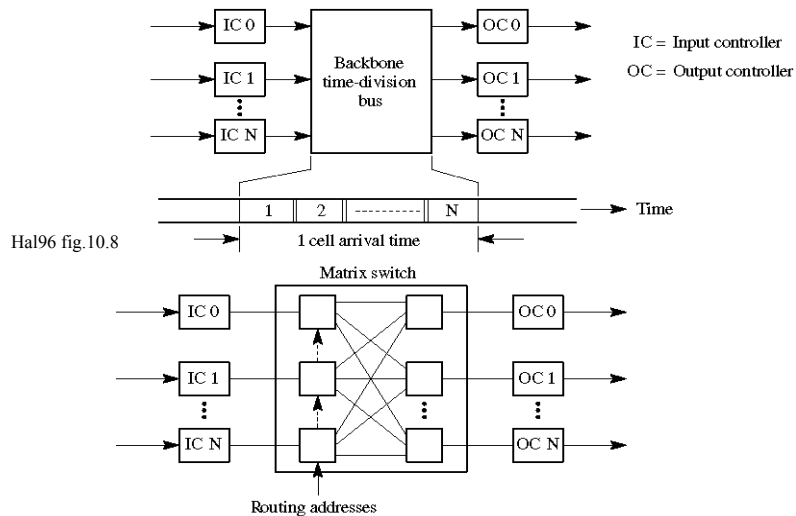 IC 0
OC 0
IC = Input controller
OC = Output controller
Backbone
time-division
bus
IC 1
OC 1
IC N
OC N
1 2 N
Time
Hal96 fig.10.8
1 cell arrival time
Matrix switch
IC 0
OC 0
IC 1
OC 1
IC N
OC N
Routing addresses